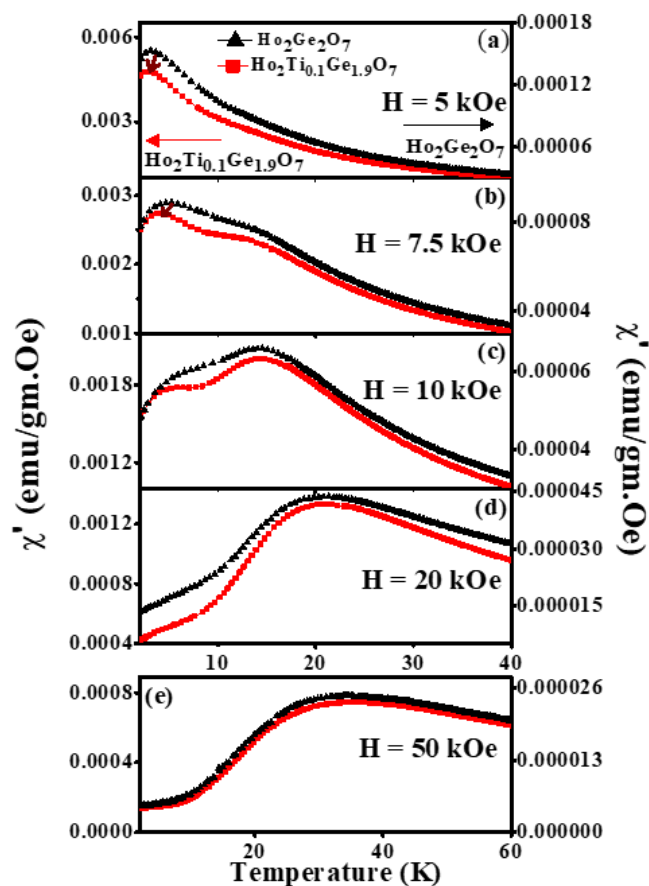 0.006
0.003
(a)
Ho2Ge2O7
Ho2Ti0.1Ge1.9O7
H = 5 kOe
Ho2Ge2O7
Ho2Ti0.1Ge1.9O7
0.00018
0.00012
0.00006
0.003
0.002
0.001
(b)
H = 7.5 kOe
0.00008
0.00004
0.0018
0.0012
(c)
H = 10 kOe
0.00006
0.00004
0.0012
0.0008
0.0004
(d)
H = 20 kOe
0.000045
0.000030
0.000015
10
20
30
40
0.0008
0.0004
0.0000
(e)
H = 50 kOe
0.000026
0.000013
0.000000
20
40
60
Temperature (K)
χ' (emu/gm.Oe)
χ' (emu/gm.Oe)